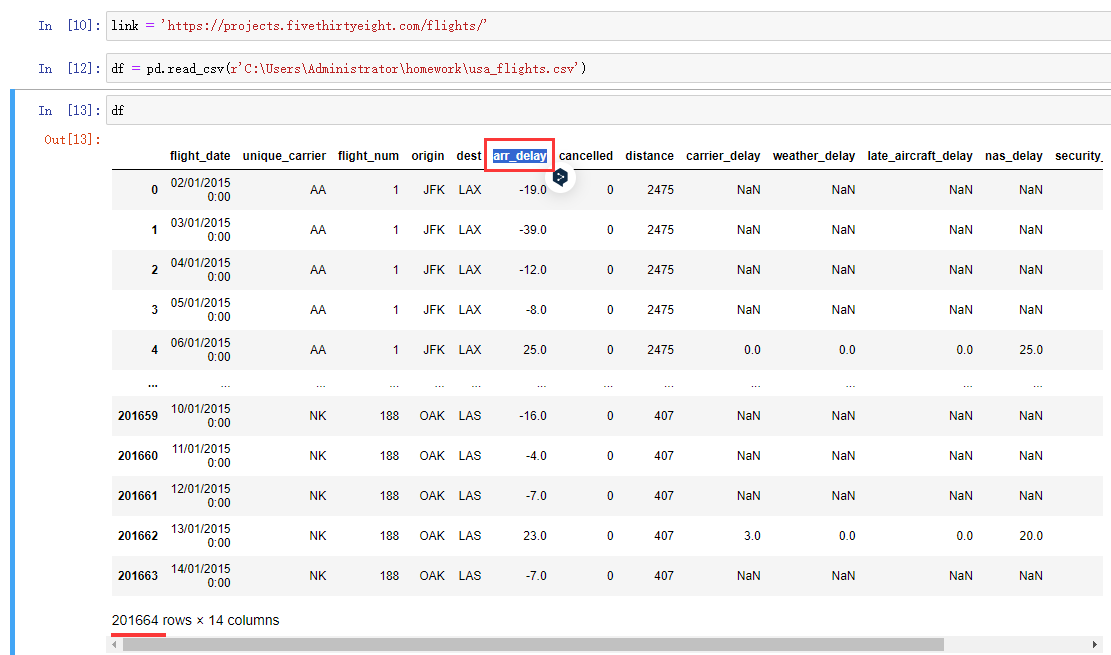 In [10]: link = 'https://projects.fivethirtyeight.com/flights/'
In [12]: df = pd.read_csv(r'C:\Users\Administrator\homework\usa_flights.csv')
In [13]: df
Out[13]:
flight_date unique_carrier flight_num origin dest arr_delay cancelled distance carrier_delay weather_delay late_aircraft_delay nas_delay security_
0 02/01/2015 0:00 AA 1 JFK LAX -19.0 0 2475 NaN NaN NaN NaN
1 03/01/2015 0:00 AA 1 JFK LAX -39.0 0 2475 NaN NaN NaN NaN
2 04/01/2015 0:00 AA 1 JFK LAX -12.0 0 2475 NaN NaN NaN NaN
3 05/01/2015 0:00 AA 1 JFK LAX -8.0 0 2475 NaN NaN NaN NaN
4 06/01/2015 0:00 AA 1 JFK LAX 25.0 0 2475 0.0 0.0 0.0 25.0
... ... ... ... ... ... ... ... ... ... ... ... ...
201659 10/01/2015 0:00 NK 188 OAK LAS -16.0 0 407 NaN NaN NaN NaN
201660 11/01/2015 0:00 NK 188 OAK LAS -4.0 0 407 NaN NaN NaN NaN
201661 12/01/2015 0:00 NK 188 OAK LAS -7.0 0 407 NaN NaN NaN NaN
201662 13/01/2015 0:00 NK 188 OAK LAS 23.0 0 407 3.0 0.0 0.0 20.0
201663 14/01/2015 0:00 NK 188 OAK LAS -7.0 0 407 NaN NaN NaN NaN
201664 rows × 14 columns